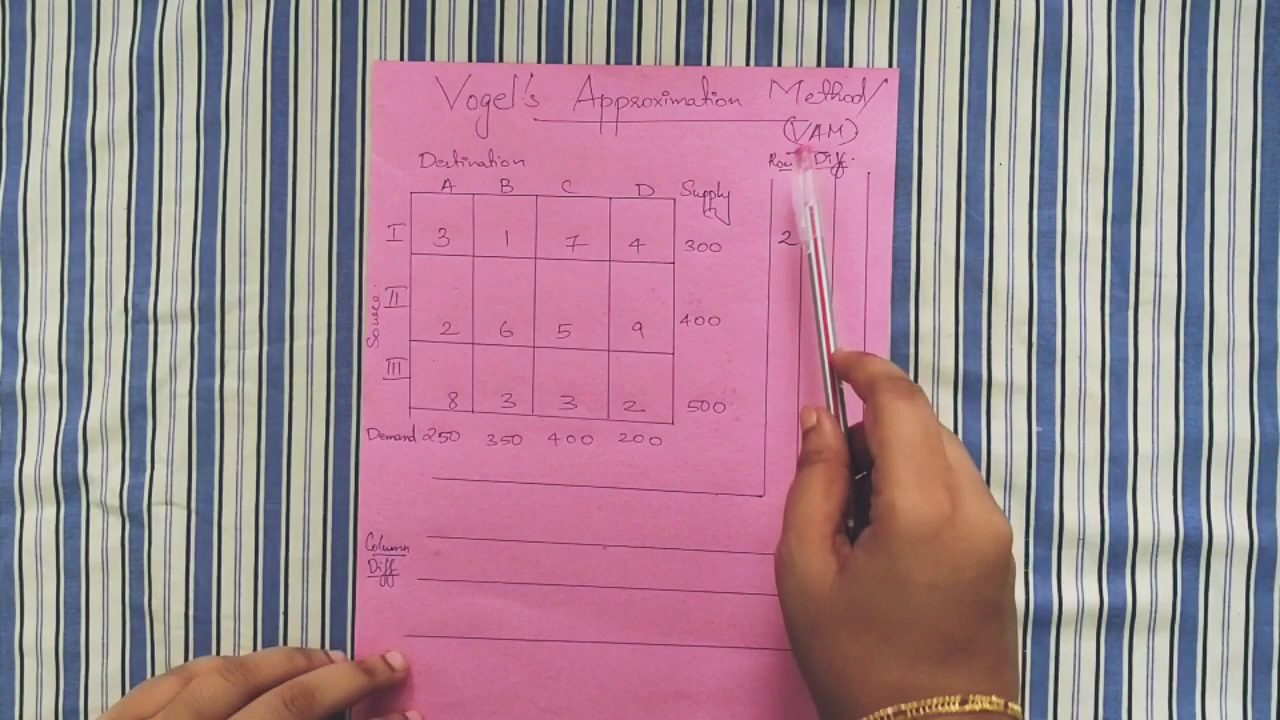 Vogel's Approximation Method/
(VAM)
Destination
Row Diff.
A B C D Supply
I 3 1 7 4 300 2
Source
II
2 6 5 9 400
III
8 3 3 2 500
Demand 250 350 400 200
Column
Diff